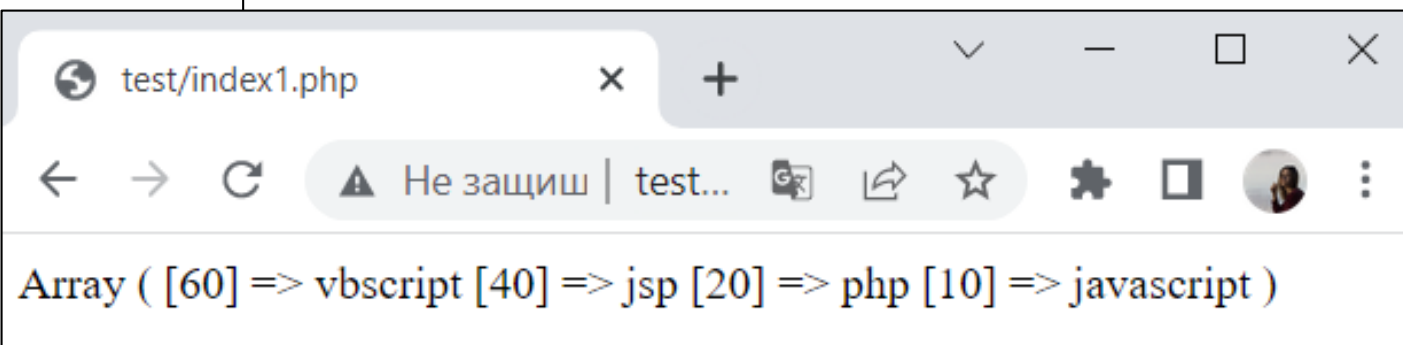 test/index1.php
Не защищ | test...
Array ( [60] => vbscript [40] => jsp [20] => php [10] => javascript )